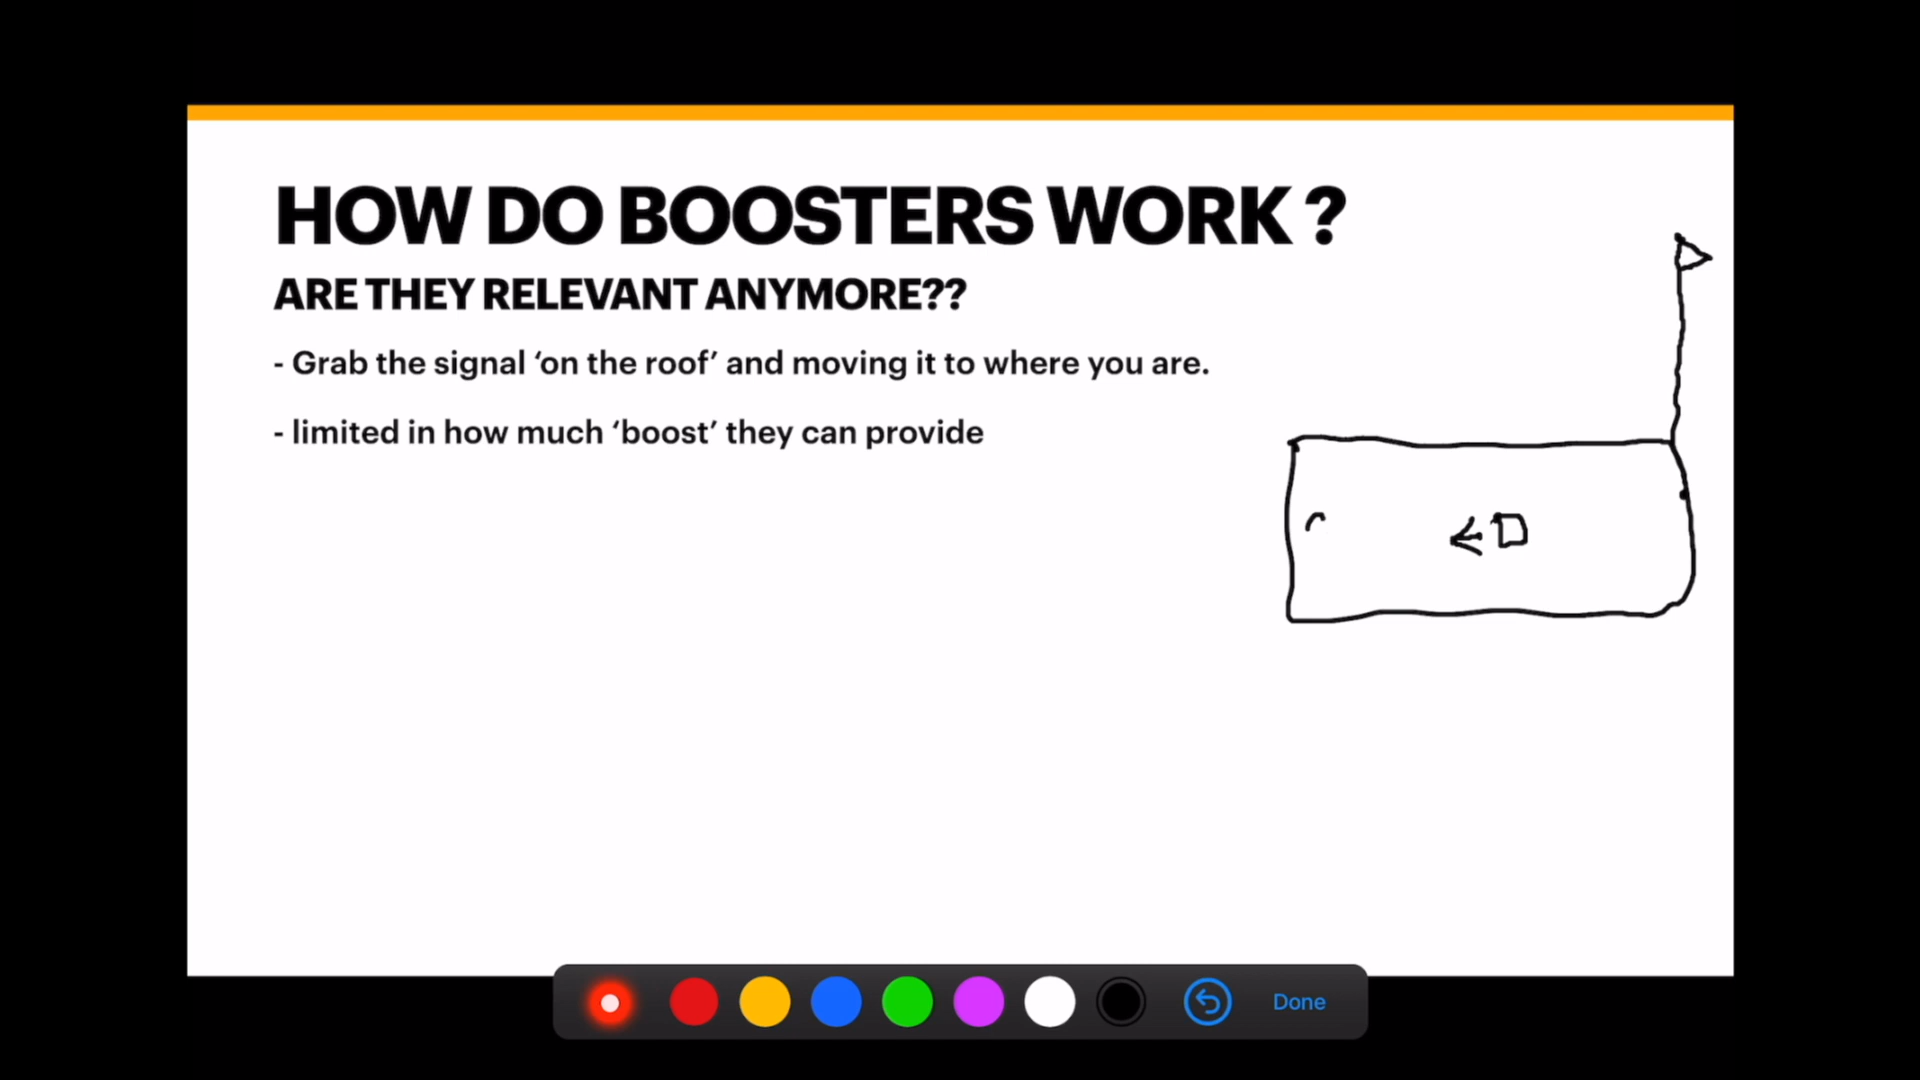 HOW DO BOOSTERS WORK ?
ARE THEY RELEVANT ANYMORE??
- Grab the signal ‘on the roof’ and moving it to where you are.
- limited in how much ‘boost’ they can provide
Done